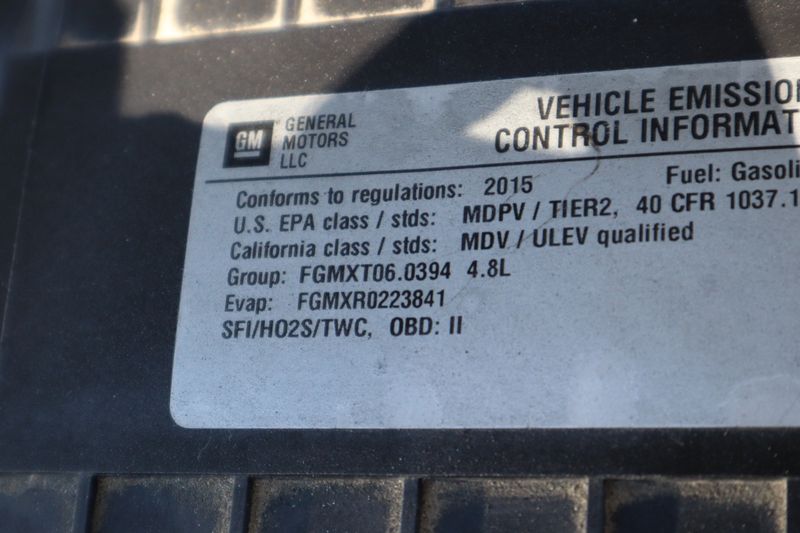 GM
GENERAL
MOTORS
LLC
VEHICLE EMISSION
CONTROL INFORMAT
Fuel: Gasoli
Conforms to regulations: 2015
U.S. EPA class / stds: MDPV / TIER2, 40 CFR 1037.1
California class / stds: MDV / ULEV qualified
Group: FGMXT06.0394 4.8L
Evap: FGMXR0223841
SFI/HO2S/TWC, OBD: II